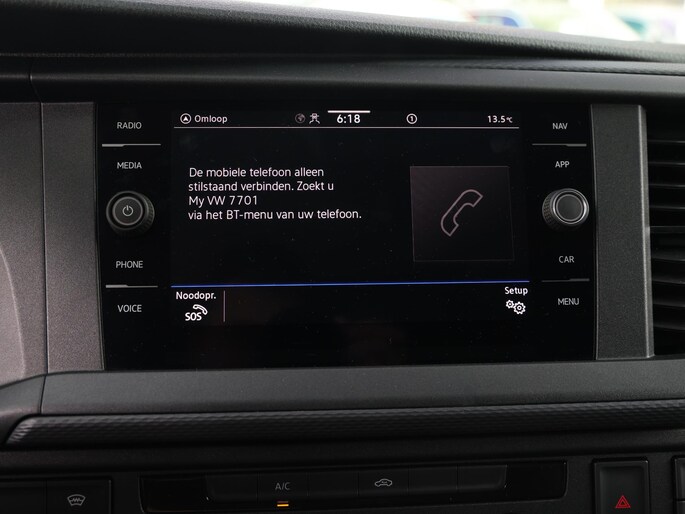 RADIO
MEDIA
PHONE
VOICE
Omloop 6:18 13.5°C
De mobiele telefoon alleen
stilstaand verbinden. Zoekt u
My VW 7701
via het BT-menu van uw telefoon.
Noodopr.
SOS
Setup
NAV
APP
CAR
MENU
A/C